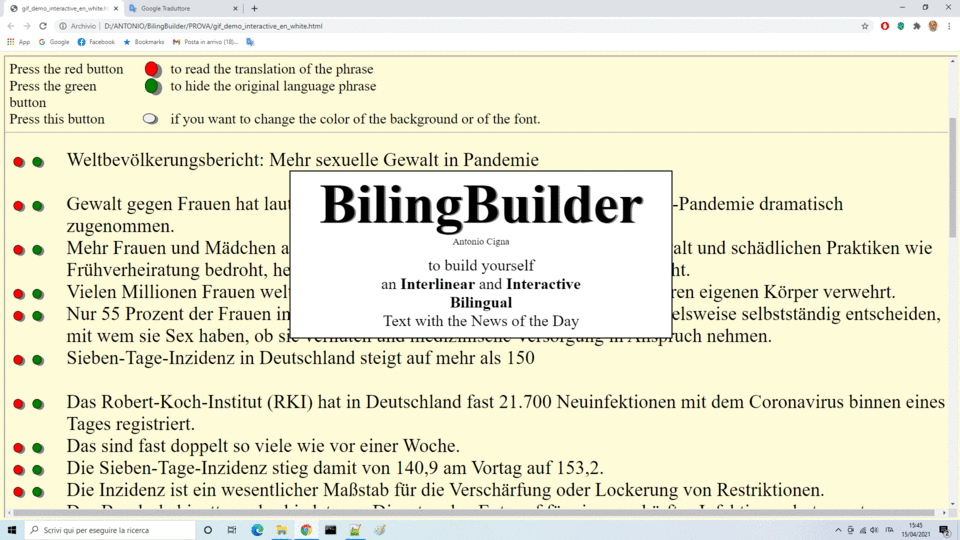 gif_demo_interactive_en_white.html
Google Traduttore
Archivio | D:/ANTONIO/BilingBuilder/PROVA/gif_demo_interactive_en_white.html
App Google Facebook Bookmarks Posta in arrivo (18)...
Press the red button to read the translation of the phrase
Press the green button to hide the original language phrase
Press this button if you want to change the color of the background or of the font.
Weltbevölkerungsbericht: Mehr sexuelle Gewalt in Pandemie
BilingBuilder
Antonio Cigna
to build yourself
an Interlinear and Interactive
Bilingual
Text with the News of the Day
Gewalt gegen Frauen hat laut -Pandemie dramatisch
zugenommen.
Mehr Frauen und Mädchen a alt und schädlichen Praktiken wie
Frühverheiratung bedroht, he ht.
Vielen Millionen Frauen welt ren eigenen Körper verwehrt.
Nur 55 Prozent der Frauen in elsweise selbstständig entscheiden,
mit wem sie Sex haben, ob sie verhüten und medizinische Versorgung in Anspruch nehmen.
Sieben-Tage-Inzidenz in Deutschland steigt auf mehr als 150
Das Robert-Koch-Institut (RKI) hat in Deutschland fast 21.700 Neuinfektionen mit dem Coronavirus binnen eines
Tages registriert.
Das sind fast doppelt so viele wie vor einer Woche.
Die Sieben-Tage-Inzidenz stieg damit von 140,9 am Vortag auf 153,2.
Die Inzidenz ist ein wesentlicher Maßstab für die Verschärfung oder Lockerung von Restriktionen.
Scrivi qui per eseguire la ricerca
ITA
15:45
15/04/2021
2